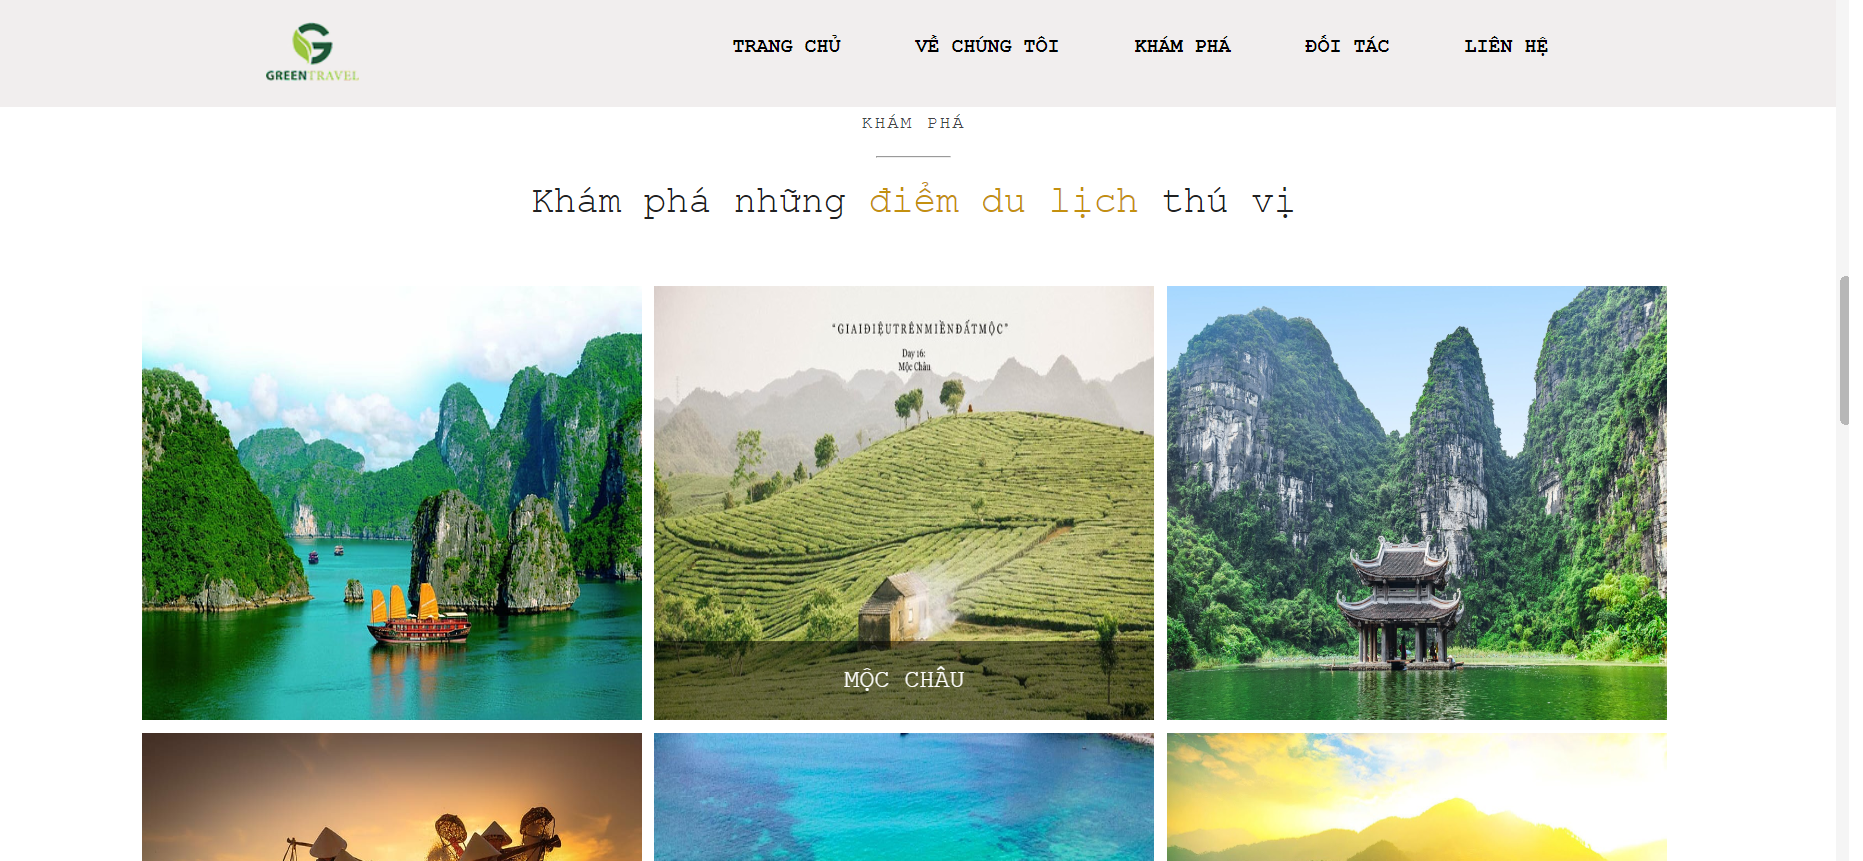 GREENTRAVEL
TRANG CHỦ
VỀ CHÚNG TÔI
KHÁM PHÁ
ĐỐI TÁC
LIÊN HỆ
KHÁM PHÁ
Khám phá những điểm du lịch thú vị
"GIAIĐIỆUTRÊNMIỀNĐẤTMỘC"
Day 16:
Mộc Châu
MỘC CHÂU